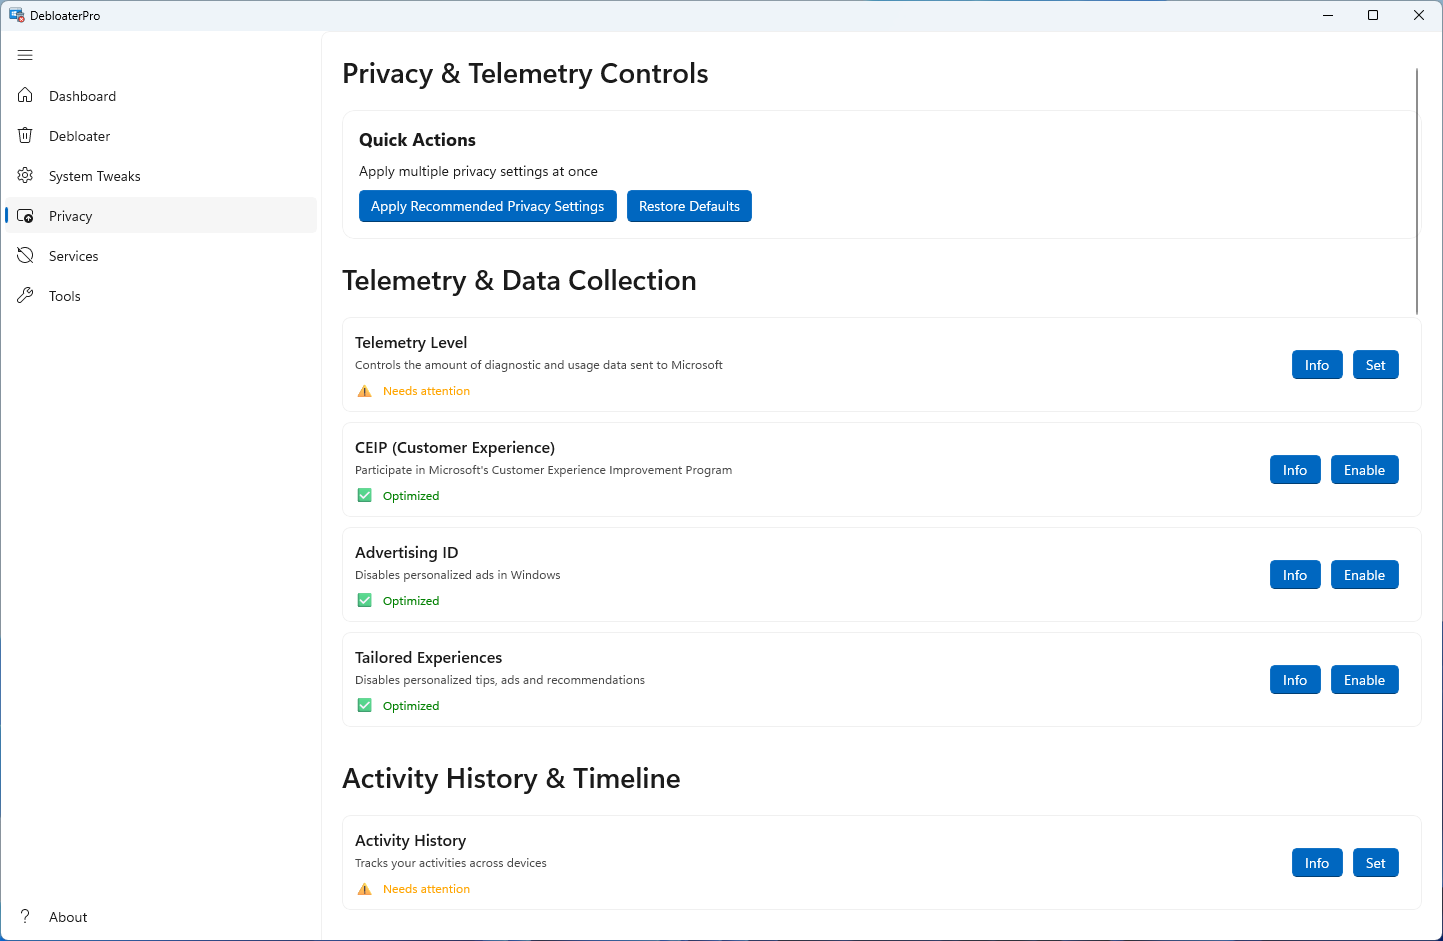 DebloaterPro
Dashboard
Debloater
System Tweaks
Privacy
Services
Tools
? About
Privacy & Telemetry Controls
Quick Actions
Apply multiple privacy settings at once
Apply Recommended Privacy Settings Restore Defaults
Telemetry & Data Collection
Telemetry Level
Controls the amount of diagnostic and usage data sent to Microsoft
Needs attention
Info Set
CEIP (Customer Experience)
Participate in Microsoft's Customer Experience Improvement Program
Optimized
Info Enable
Advertising ID
Disables personalized ads in Windows
Optimized
Info Enable
Tailored Experiences
Disables personalized tips, ads and recommendations
Optimized
Info Enable
Activity History & Timeline
Activity History
Tracks your activities across devices
Needs attention
Info Set